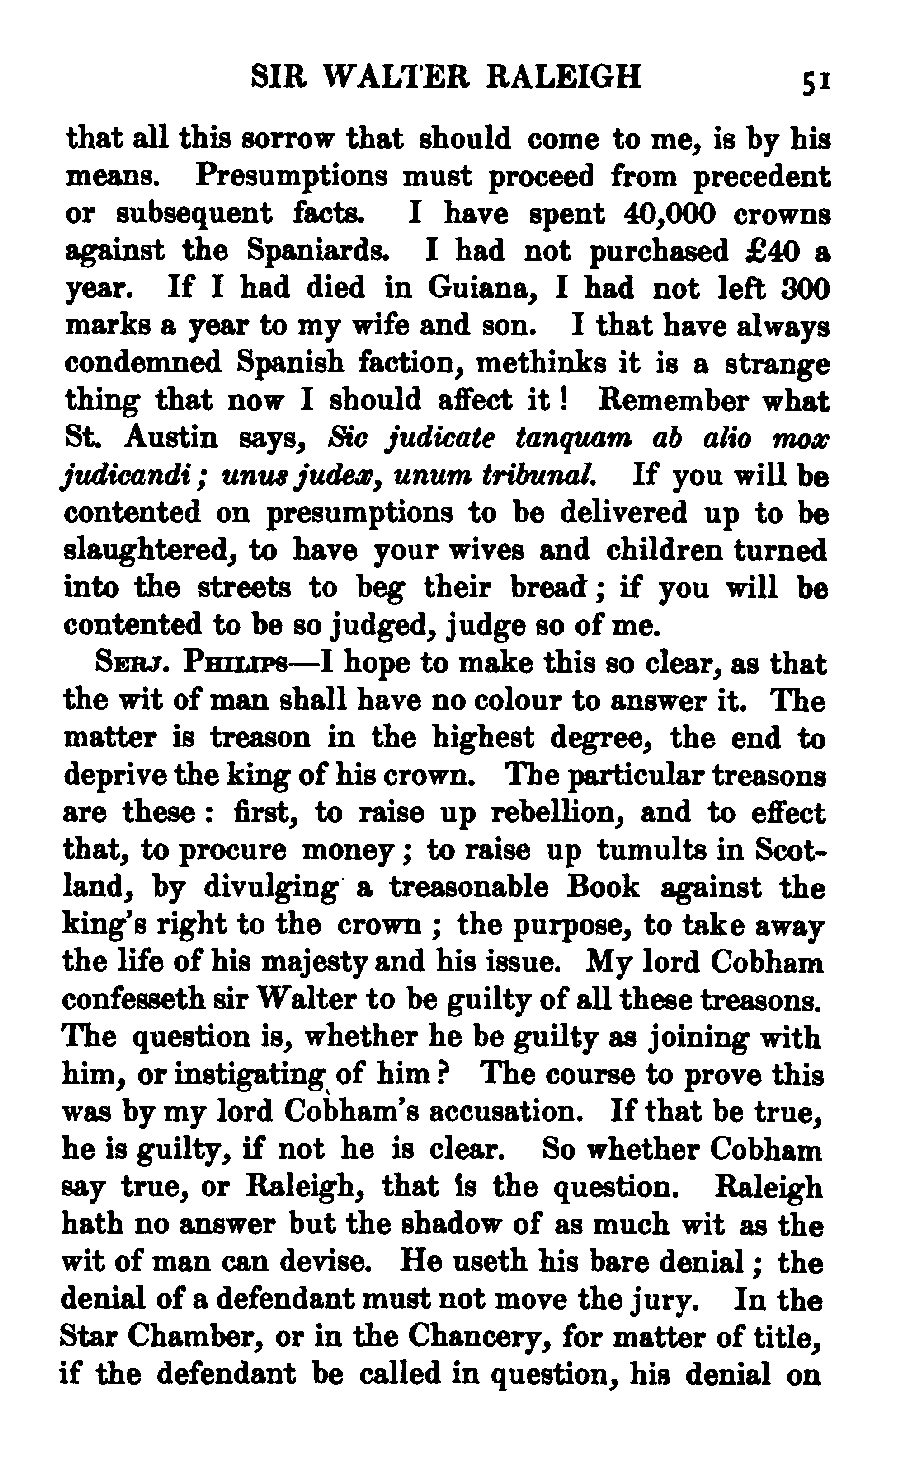 SIR WALTER RALEIGH 51
that all this sorrow that should come to me, is by his
means. Presumptions must proceed from precedent
or subsequent facts. I have spent 40,000 crowns
against the Spaniards. I had not purchased £40 a
year. If I had died in Guiana, I had not left 300
marks a year to my wife and son. I that have always
condemned Spanish faction, methinks it is a strange
thing that now I should affect it! Remember what
St. Austin says, Sic judicate tanquam ab alio mox
judicandi; unus judex, unum tribunal. If you will be
contented on presumptions to be delivered up to be
slaughtered, to have your wives and children turned
into the streets to beg their bread; if you will be
contented to be so judged, judge so of me.
SERJ. PHILIPS—I hope to make this so clear, as that
the wit of man shall have no colour to answer it. The
matter is treason in the highest degree, the end to
deprive the king of his crown. The particular treasons
are these: first, to raise up rebellion, and to effect
that, to procure money; to raise up tumults in Scot-
land, by divulging a treasonable Book against the
king's right to the crown; the purpose, to take away
the life of his majesty and his issue. My lord Cobham
confesseth sir Walter to be guilty of all these treasons.
The question is, whether he be guilty as joining with
him, or instigating of him? The course to prove this
was by my lord Cobham's accusation. If that be true,
he is guilty, if not he is clear. So whether Cobham
say true, or Raleigh, that is the question. Raleigh
hath no answer but the shadow of as much wit as the
wit of man can devise. He useth his bare denial; the
denial of a defendant must not move the jury. In the
Star Chamber, or in the Chancery, for matter of title,
if the defendant be called in question, his denial on